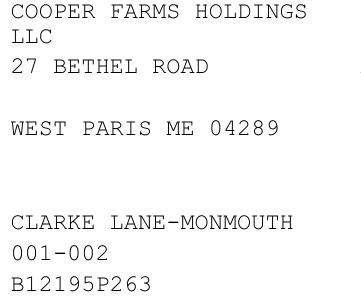 COOPER FARMS HOLDINGS
LLC
27 BETHEL ROAD
WEST PARIS ME 04289
CLARKE LANE-MONMOUTH
001-002
B12195P263